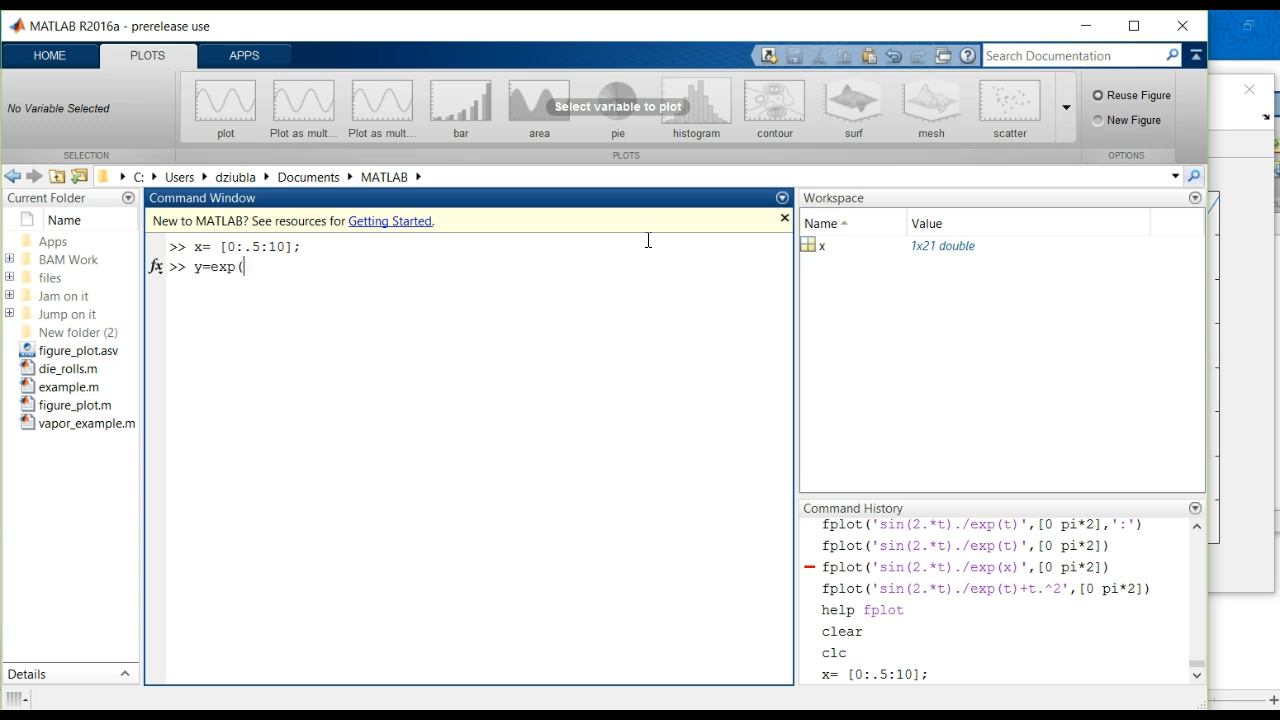 MATLAB R2016a - prerelease use
HOME PLOTS APPS
Search Documentation
No Variable Selected
Select variable to plot
plot Plot as mult... Plot as mult... bar area pie histogram contour surf mesh scatter
Reuse Figure
New Figure
SELECTION PLOTS OPTIONS
C: Users dziubla Documents MATLAB
Current Folder
Name
Apps
BAM Work
files
Jam on it
Jump on it
New folder (2)
figure_plot.asv
die_rolls.m
example.m
figure_plot.m
vapor_example.m
Details
Command Window
New to MATLAB? See resources for Getting Started.
>> x= [0:.5:10];
fx >> y=exp(
Workspace
Name Value
x 1x21 double
Command History
fplot('sin(2.*t)./exp(t)',[0 pi*2],':')
fplot('sin(2.*t)./exp(t)',[0 pi*2])
fplot('sin(2.*t)./exp(x)',[0 pi*2])
fplot('sin(2.*t)./exp(t)+t.^2',[0 pi*2])
help fplot
clear
clc
x= [0:.5:10];